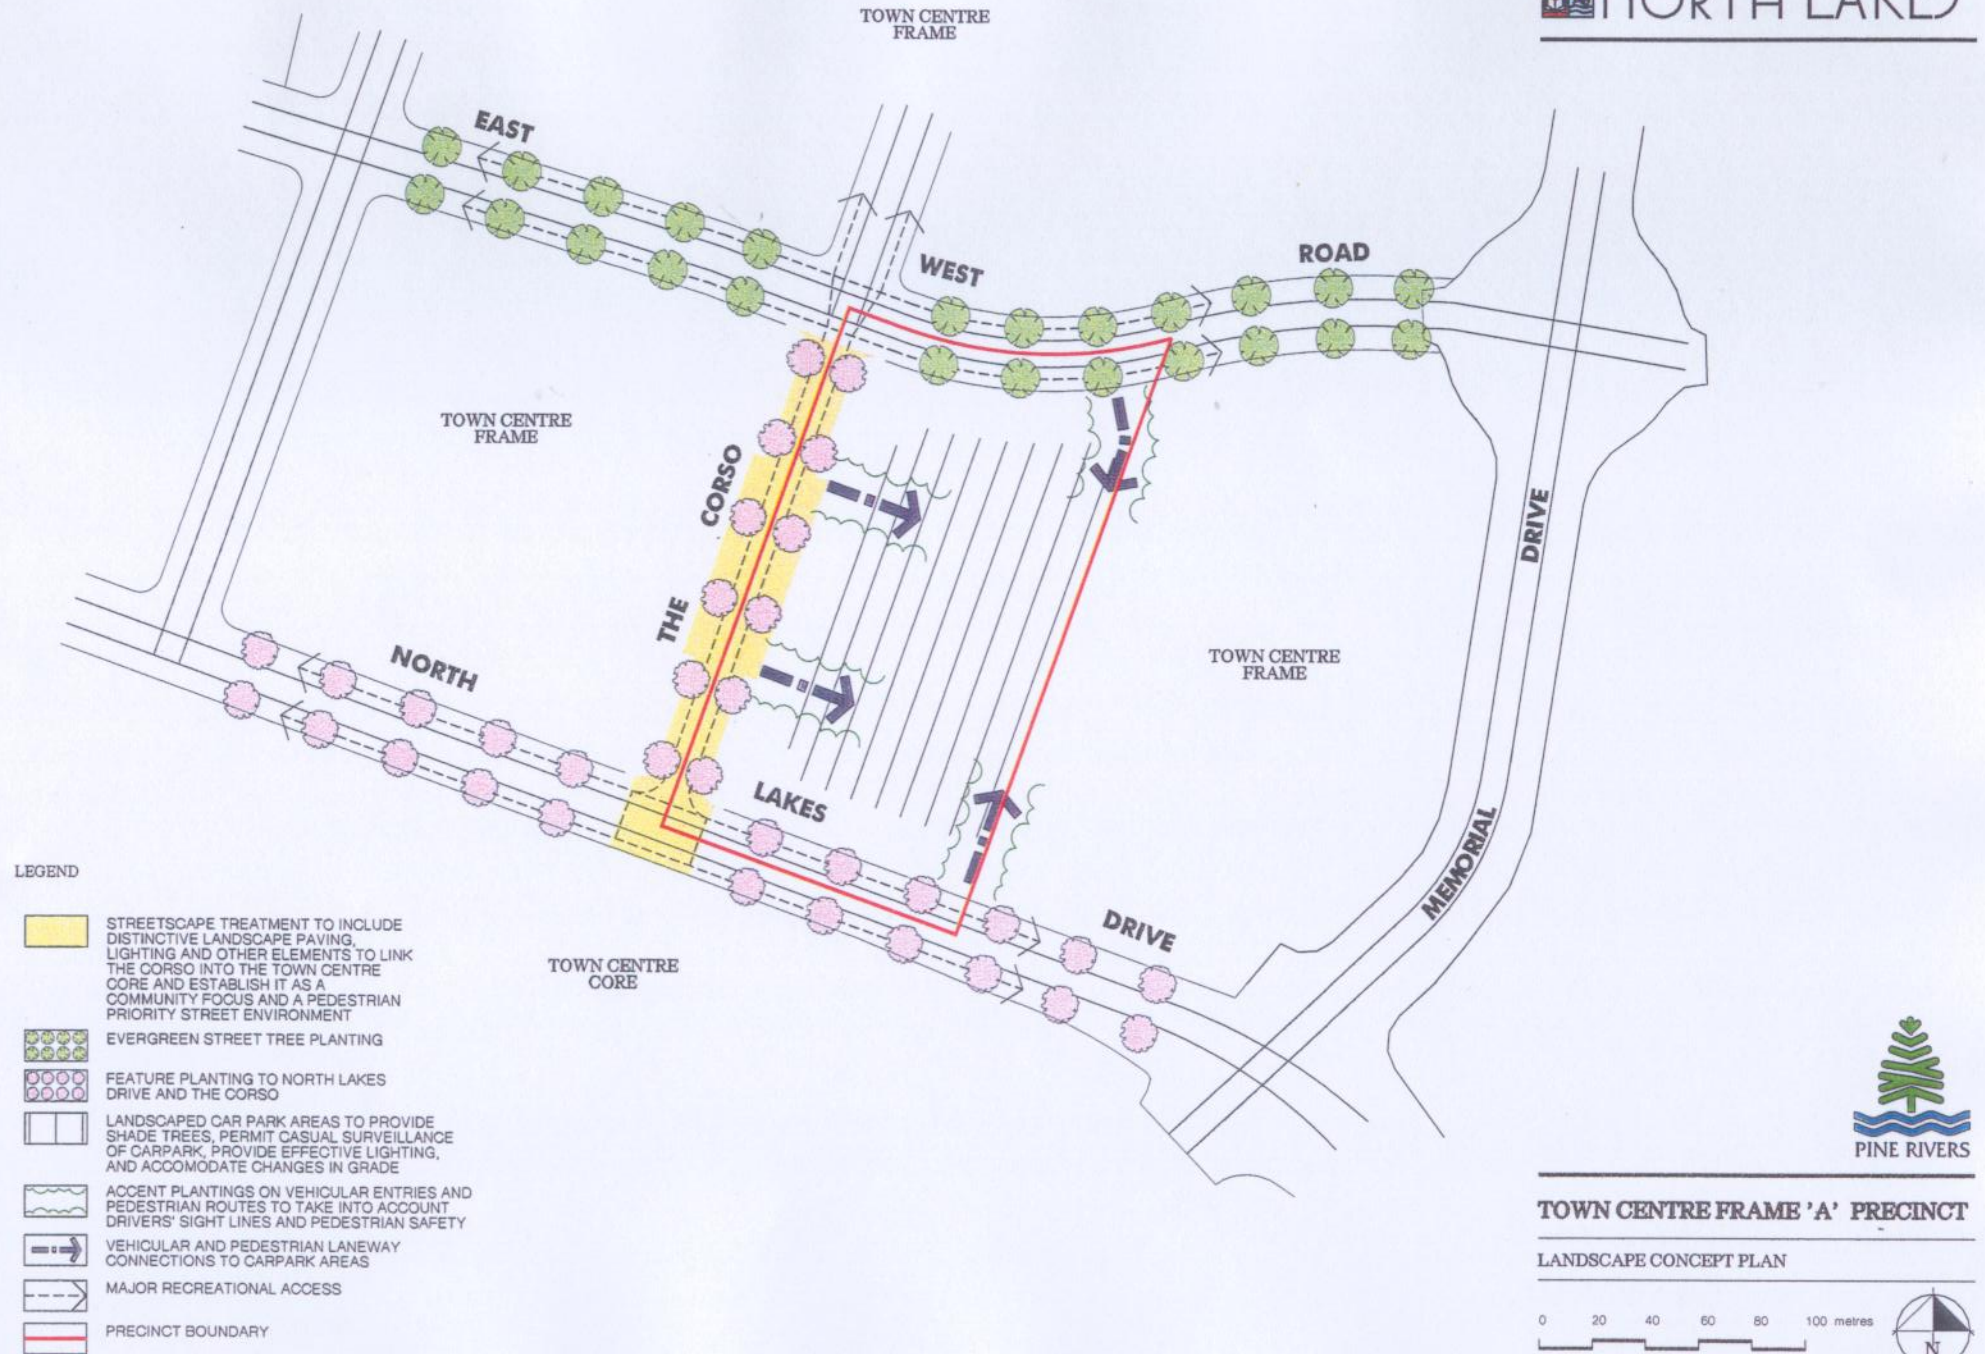 NORTH LAKES
TOWN CENTRE
FRAME
EAST
WEST
ROAD
TOWN CENTRE
FRAME
CORSO
THE
DRIVE
TOWN CENTRE
FRAME
NORTH
LAKES
DRIVE
MEMORIAL
TOWN CENTRE
CORE
LEGEND
STREETSCAPE TREATMENT TO INCLUDE
DISTINCTIVE LANDSCAPE PAVING,
LIGHTING AND OTHER ELEMENTS TO LINK
THE CORSO INTO THE TOWN CENTRE
CORE AND ESTABLISH IT AS A
COMMUNITY FOCUS AND A PEDESTRIAN
PRIORITY STREET ENVIRONMENT
EVERGREEN STREET TREE PLANTING
FEATURE PLANTING TO NORTH LAKES
DRIVE AND THE CORSO
LANDSCAPED CAR PARK AREAS TO PROVIDE
SHADE TREES, PERMIT CASUAL SURVEILLANCE
OF CARPARK, PROVIDE EFFECTIVE LIGHTING,
AND ACCOMODATE CHANGES IN GRADE
ACCENT PLANTINGS ON VEHICULAR ENTRIES AND
PEDESTRIAN ROUTES TO TAKE INTO ACCOUNT
DRIVERS' SIGHT LINES AND PEDESTRIAN SAFETY
VEHICULAR AND PEDESTRIAN LANEWAY
CONNECTIONS TO CARPARK AREAS
MAJOR RECREATIONAL ACCESS
PRECINCT BOUNDARY
PINE RIVERS
TOWN CENTRE FRAME 'A' PRECINCT
LANDSCAPE CONCEPT PLAN
0 20 40 60 80 100 metres
N